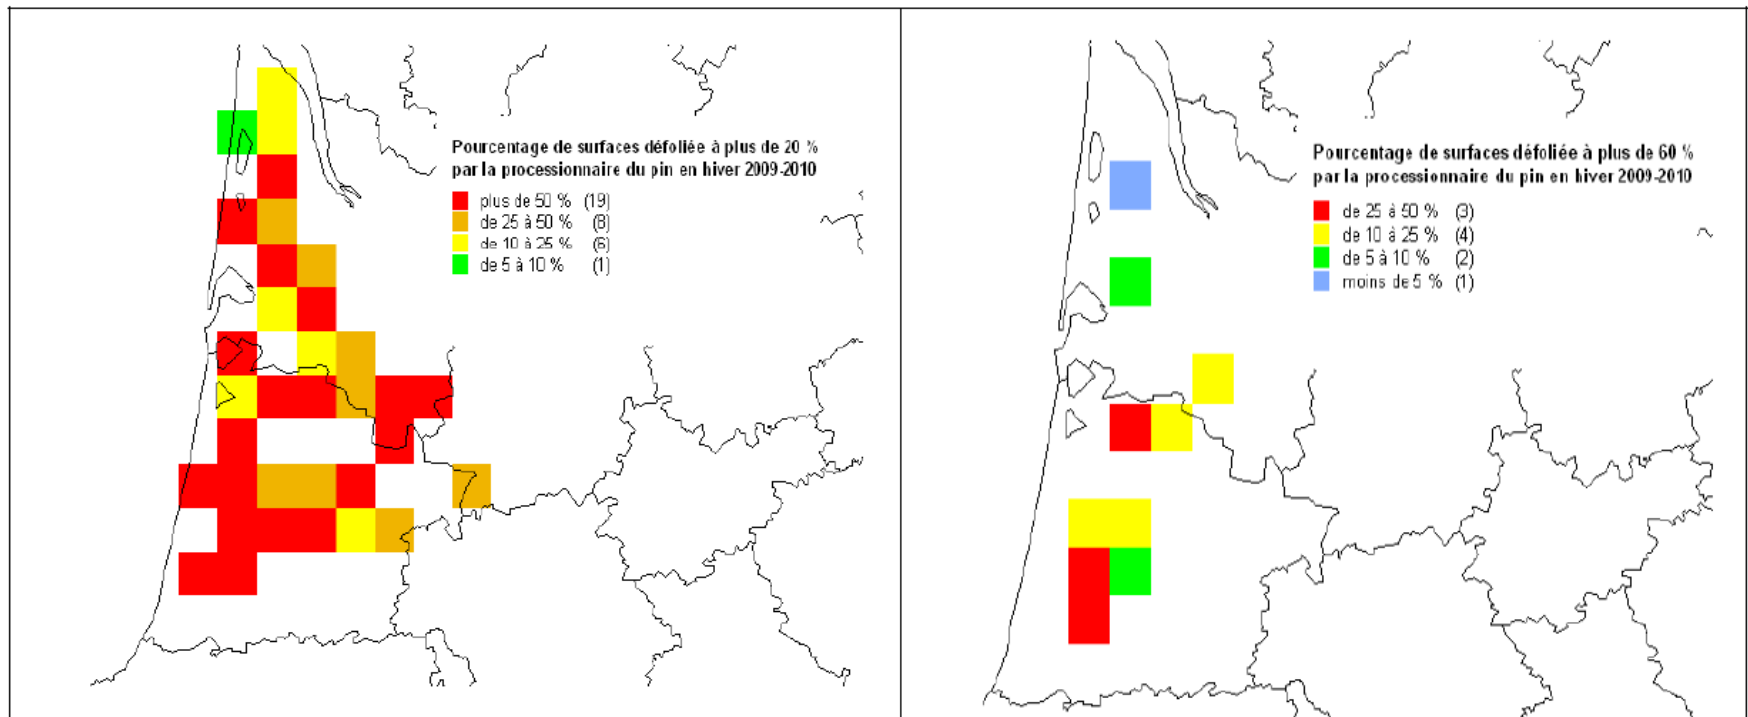 Pourcentage de surfaces défoliée à plus de 20 %
par la processionnaire du pin en hiver 2009-2010
plus de 50 % (19)
de 25 à 50 % (8)
de 10 à 25 % (6)
de 5 à 10 % (1)
Pourcentage de surfaces défoliée à plus de 60 %
par la processionnaire du pin en hiver 2009-2010
de 25 à 50 % (3)
de 10 à 25 % (4)
de 5 à 10 % (2)
moins de 5 % (1)